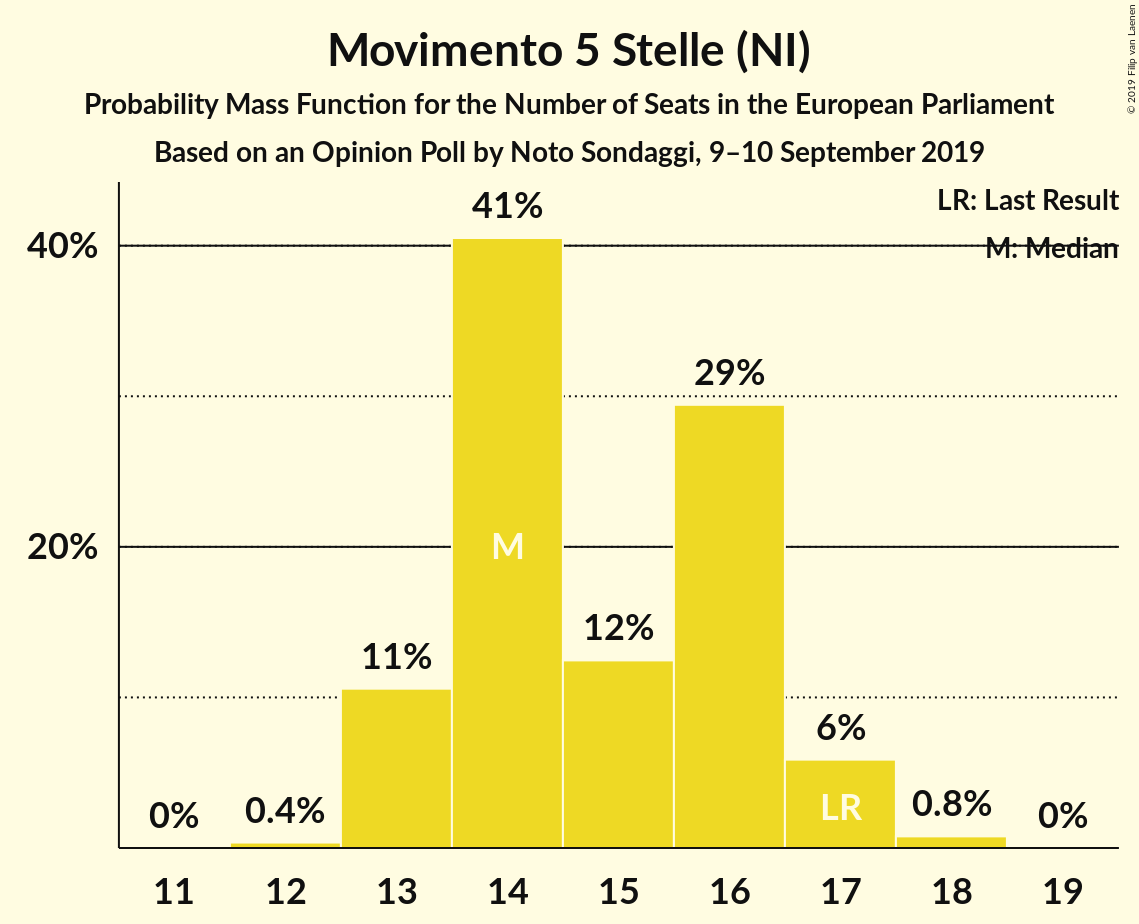 Movimento 5 Stelle (NI)
Probability Mass Function for the Number of Seats in the European Parliament
Based on an Opinion Poll by Noto Sondaggi, 9–10 September 2019
© 2019 Filip van Laenen
LR: Last Result
M: Median
40%
20%
0%
0.4%
11%
41%
12%
29%
6%
0.8%
0%
M
LR
11 12 13 14 15 16 17 18 19